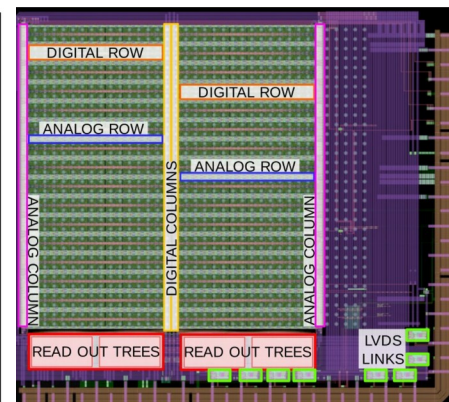 DIGITAL ROW
DIGITAL ROW
ANALOG ROW
ANALOG ROW
ANALOG COLUMN
DIGITAL COLUMNS
ANALOG COLUMN
READ OUT TREES
READ OUT TREES
LVDS
LINKS